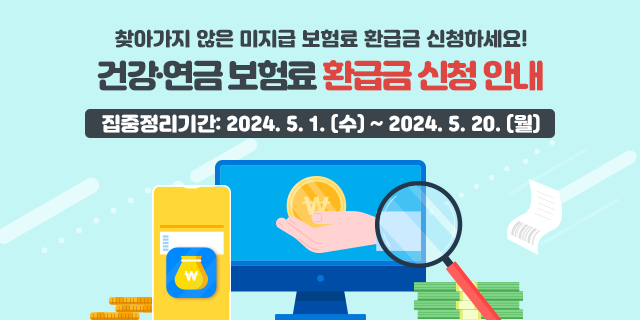 찾아가지 않은 미지급 보험료 환급금 신청하세요!
건강·연금 보험료 환급금 신청 안내
집중정리기간: 2024. 5. 1. (수) ~ 2024. 5. 20. (월)
₩
₩